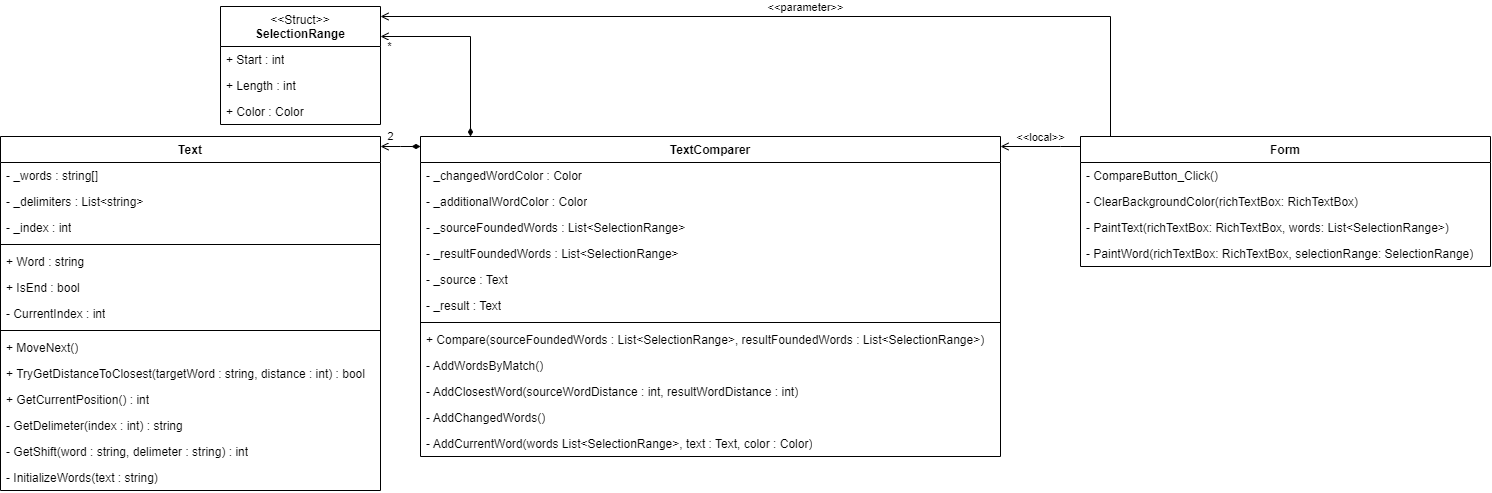 <<parameter>>
<<Struct>>
SelectionRange
*
+ Start : int
+ Length : int
+ Color : Color
2
<<local>>
Text
- _words : string[]
- _delimiters : List<string>
- _index : int
+ Word : string
+ IsEnd : bool
- CurrentIndex : int
+ MoveNext()
+ TryGetDistanceToClosest(targetWord : string, distance : int) : bool
+ GetCurrentPosition() : int
- GetDelimeter(index : int) : string
- GetShift(word : string, delimeter : string) : int
- InitializeWords(text : string)
TextComparer
- _changedWordColor : Color
- _additionalWordColor : Color
- _sourceFoundedWords : List<SelectionRange>
- _resultFoundedWords : List<SelectionRange>
- _source : Text
- _result : Text
+ Compare(sourceFoundedWords : List<SelectionRange>, resultFoundedWords : List<SelectionRange>)
- AddWordsByMatch()
- AddClosestWord(sourceWordDistance : int, resultWordDistance : int)
- AddChangedWords()
- AddCurrentWord(words List<SelectionRange>, text : Text, color : Color)
Form
- CompareButton_Click()
- ClearBackgroundColor(richTextBox: RichTextBox)
- PaintText(richTextBox: RichTextBox, words: List<SelectionRange>)
- PaintWord(richTextBox: RichTextBox, selectionRange: SelectionRange)